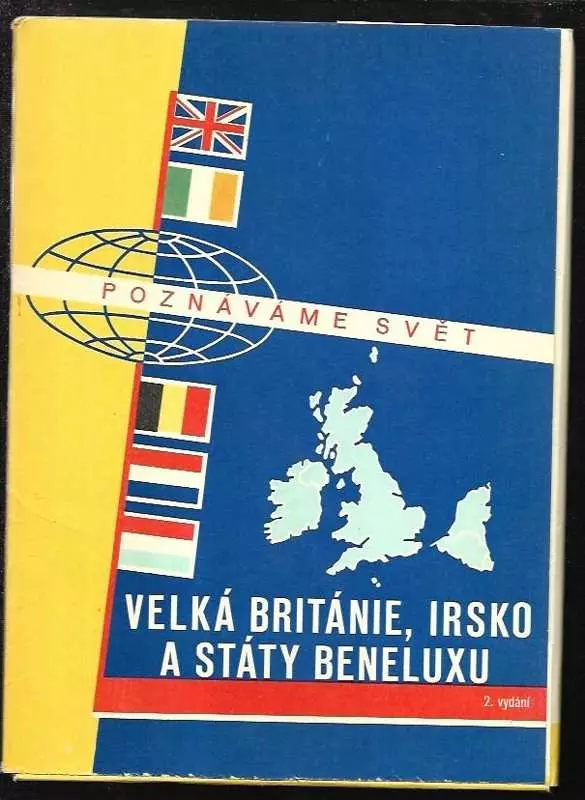 POZNÁVÁME SVĚT
VELKÁ BRITÁNIE, IRSKO
A STÁTY BENELUXU
2. vydání